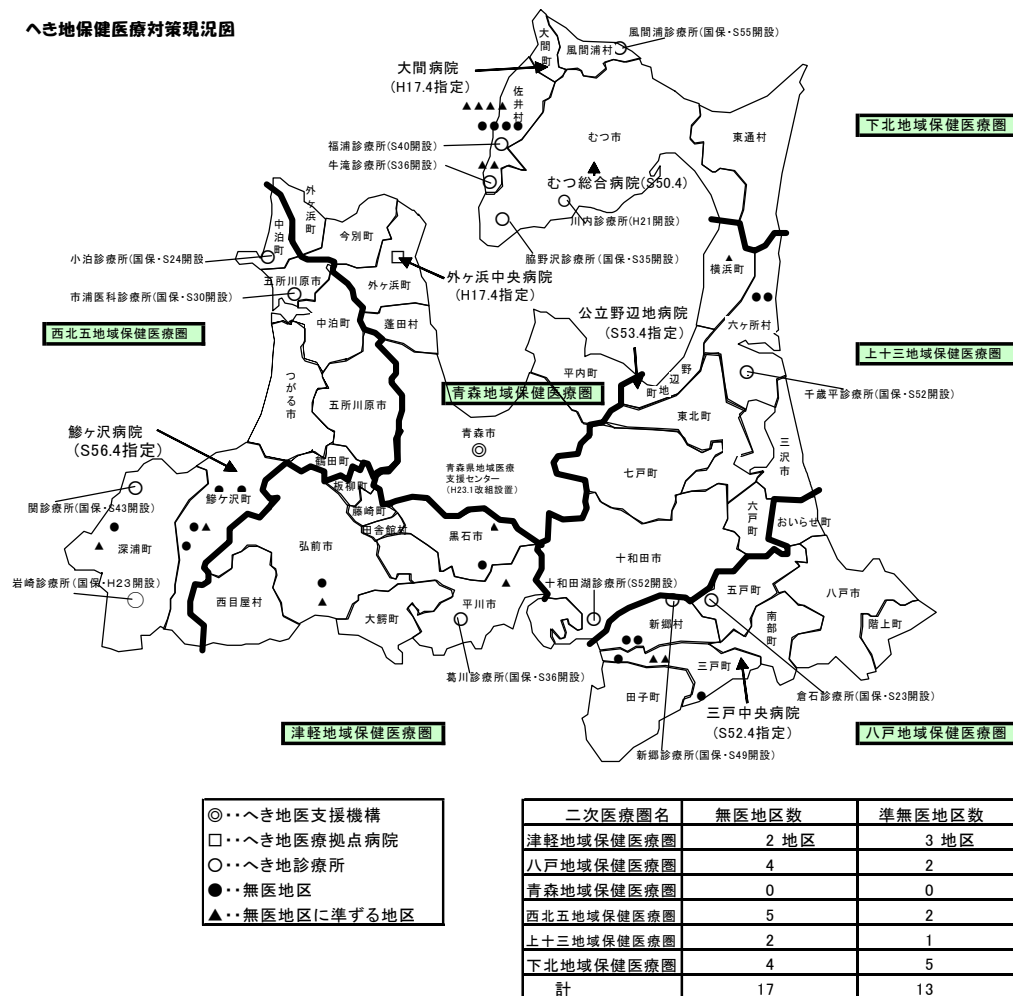 へき地保健医療対策現況図
大間町
風間浦村
風間浦診療所(国保・S55開設)
大間病院
(H17.4指定)
佐井村
▲▲▲▲
●●●●
むつ市
東通村
下北地域保健医療圏
福浦診療所(S40開設)
牛滝診療所(S36開設)
▲▲
▲
むつ総合病院(S50.4)
川内診療所(H21開設)
脇野沢診療所(国保・S35開設)
外ヶ浜町
中泊町
今別町
小泊診療所(国保・S24開設
五所川原市
外ヶ浜町
外ヶ浜中央病院
(H17.4指定)
横浜町
市浦医科診療所(国保・S30開設)
中泊町
蓬田村
公立野辺地病院
(S53.4指定)
六ヶ所村
西北五地域保健医療圏
上十三地域保健医療圏
つがる市
五所川原市
平内町
野辺地町
青森地域保健医療圏
東北町
千歳平診療所(国保・S52開設)
鰺ヶ沢病院
(S56.4指定)
青森市
◎
青森県地域医療
支援センター
(H23.1改組設置)
三沢市
七戸町
鶴田町
板柳町
関診療所(国保・S43開設)
鰺ヶ沢町
藤崎町
田舎館村
六戸町
おいらせ町
深浦町
弘前市
黒石市
十和田市
岩崎診療所(国保・H23開設)
西目屋村
大鰐町
平川市
十和田湖診療所(S52開設)
五戸町
八戸市
新郷村
南部町
階上町
三戸町
田子町
葛川診療所(国保・S36開設)
倉石診療所(国保・S23開設)
三戸中央病院
(S52.4指定)
津軽地域保健医療圏
八戸地域保健医療圏
新郷診療所(国保・S49開設)
◎・・へき地医支援機構
□・・へき地医療拠点病院
○・・へき地診療所
●・・無医地区
▲・・無医地区に準ずる地区
二次医療圏名 無医地区数 準無医地区数
津軽地域保健医療圏 2 地区 3 地区
八戸地域保健医療圏 4 2
青森地域保健医療圏 0 0
西北五地域保健医療圏 5 2
上十三地域保健医療圏 2 1
下北地域保健医療圏 4 5
計 17 13